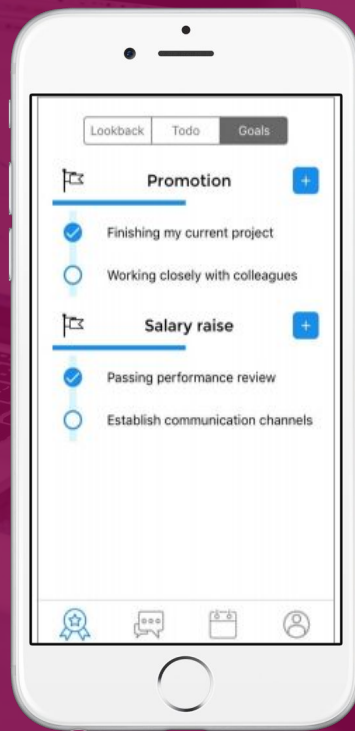 Lookback Todo Goals
Promotion
Finishing my current project
Working closely with colleagues
Salary raise
Passing performance review
Establish communication channels